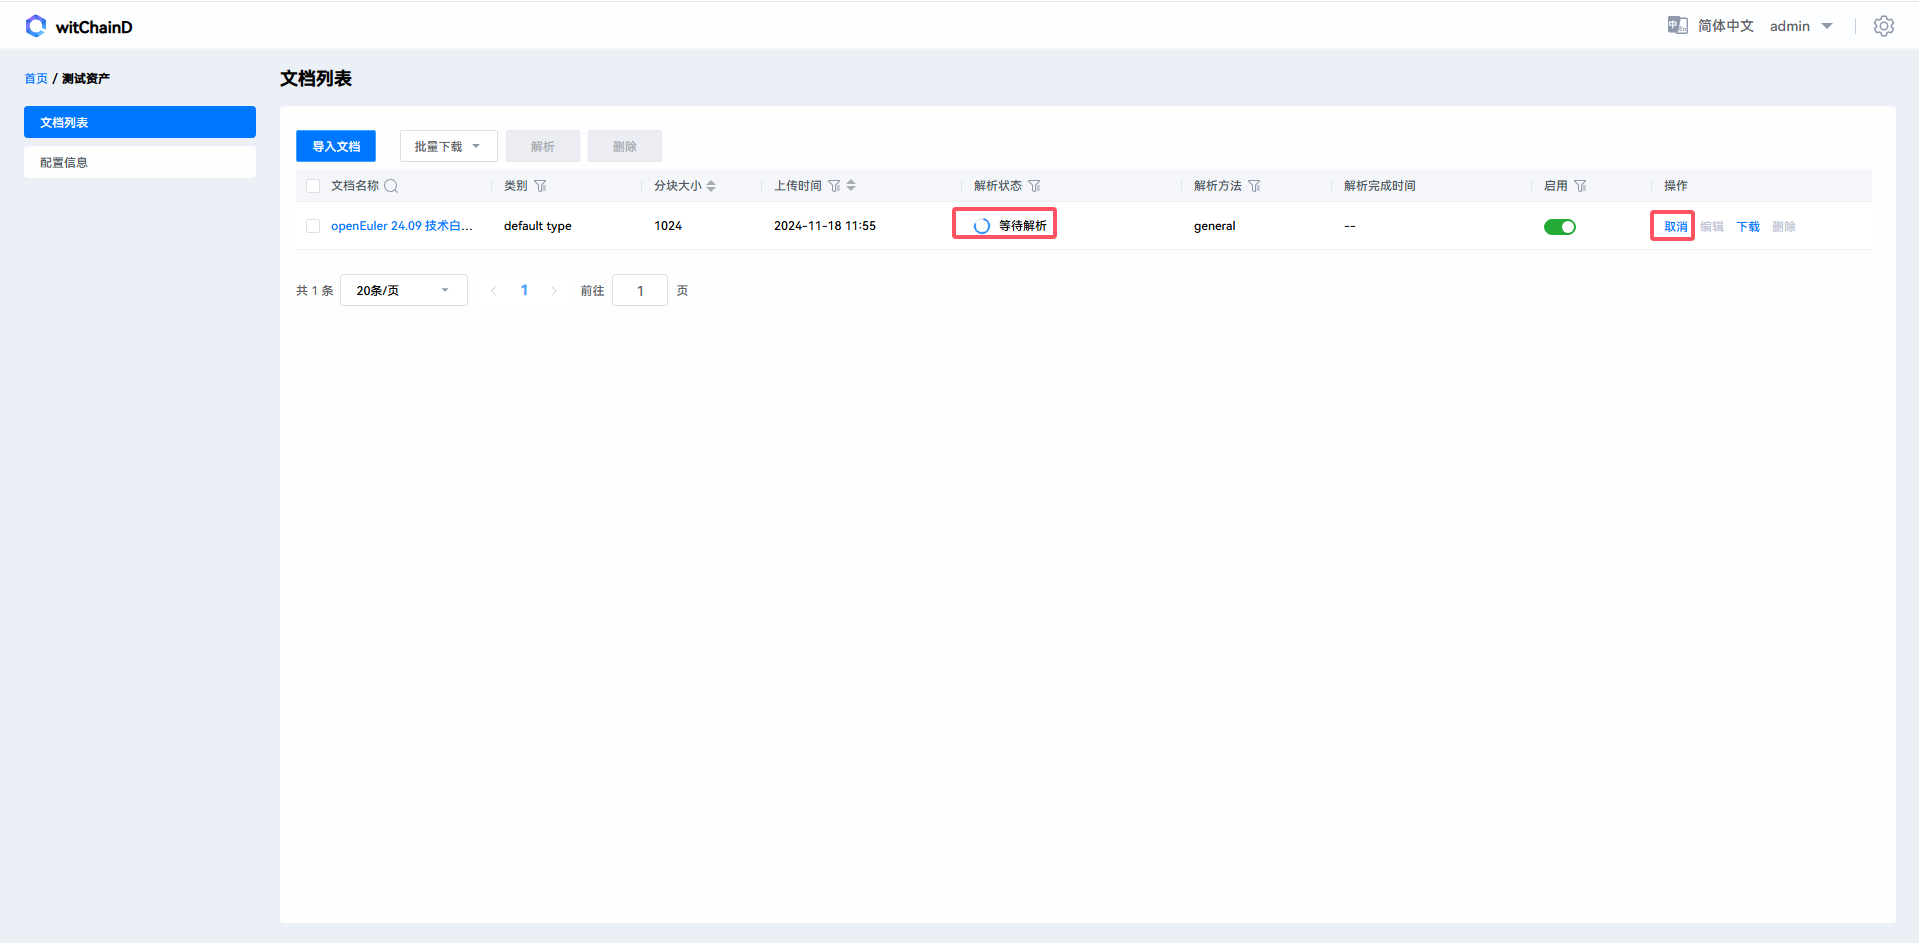 witChainD
简体中文 admin
首页 / 测试资产
文档列表
配置信息
文档列表
导入文档 批量下载 解析 删除
文档名称 类别 分块大小 上传时间 解析状态 解析方法 解析完成时间 启用 操作
openEuler 24.09 技术白... default type 1024 2024-11-18 11:55 等待解析 general -- 取消 编辑 下载 删除
共 1 条 20条/页 1 前往 1 页